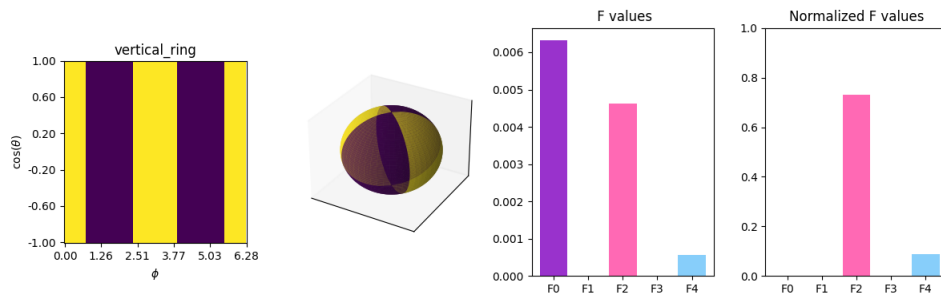 vertical_ring
cos(θ)
1.00
0.60
0.20
-0.20
-0.60
-1.00
0.00 1.26 2.51 3.77 5.03 6.28
ϕ
F values
0.006
0.005
0.004
0.003
0.002
0.001
0.000
F0 F1 F2 F3 F4
Normalized F values
1.0
0.8
0.6
0.4
0.2
0.0
F0 F1 F2 F3 F4